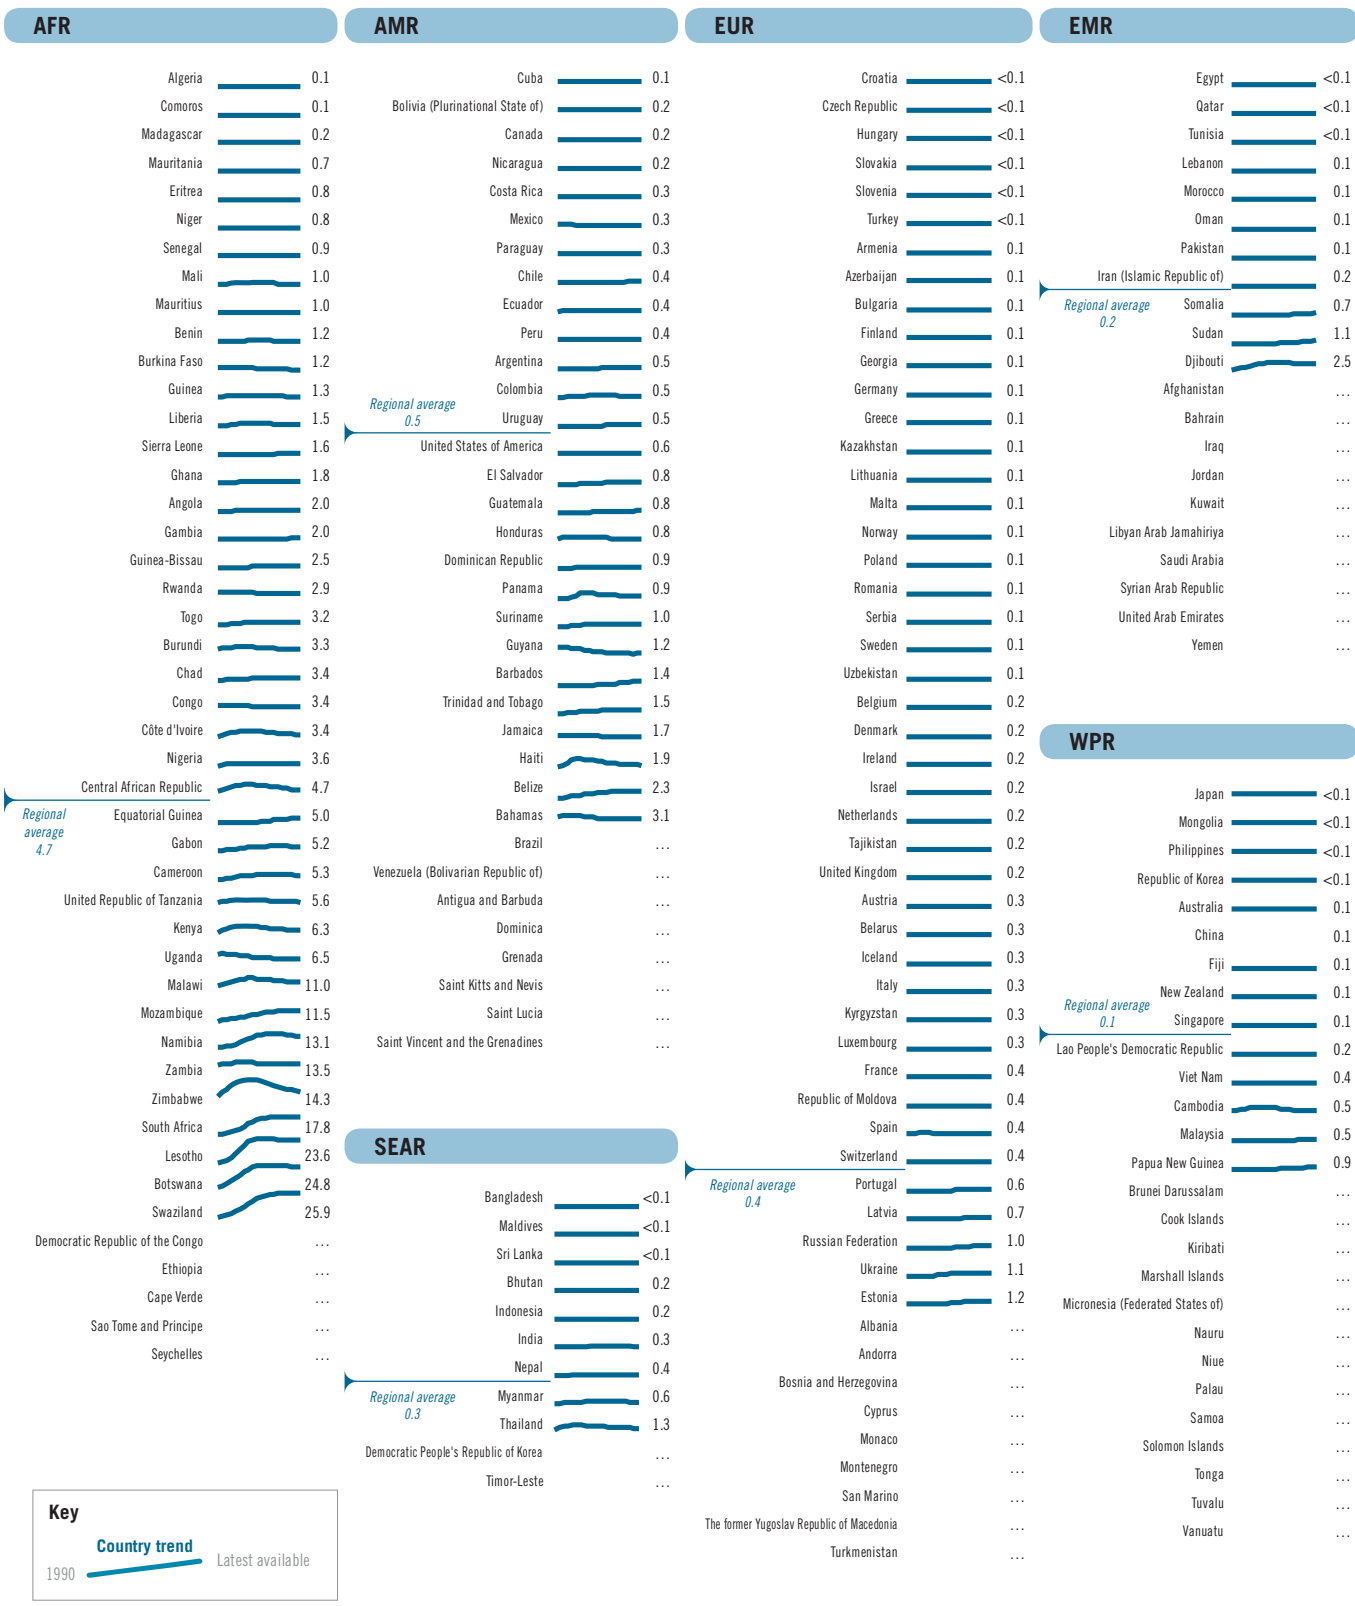 AFR
Algeria 0.1
Comoros 0.1
Madagascar 0.2
Mauritania 0.7
Eritrea 0.8
Niger 0.8
Senegal 0.9
Mali 1.0
Mauritius 1.0
Benin 1.2
Burkina Faso 1.2
Guinea 1.3
Liberia 1.5
Sierra Leone 1.6
Ghana 1.8
Angola 2.0
Gambia 2.0
Guinea-Bissau 2.5
Rwanda 2.9
Togo 3.2
Burundi 3.3
Chad 3.4
Congo 3.4
Côte d'Ivoire 3.4
Nigeria 3.6
Central African Republic 4.7
Regional
average
4.7
Equatorial Guinea 5.0
Gabon 5.2
Cameroon 5.3
United Republic of Tanzania 5.6
Kenya 6.3
Uganda 6.5
Malawi 11.0
Mozambique 11.5
Namibia 13.1
Zambia 13.5
Zimbabwe 14.3
South Africa 17.8
Lesotho 23.6
Botswana 24.8
Swaziland 25.9
Democratic Republic of the Congo ...
Ethiopia ...
Cape Verde ...
Sao Tome and Principe ...
Seychelles ...
Key
Country trend
1990 Latest available
AMR
Cuba 0.1
Bolivia (Plurinational State of) 0.2
Canada 0.2
Nicaragua 0.2
Costa Rica 0.3
Mexico 0.3
Paraguay 0.3
Chile 0.4
Ecuador 0.4
Peru 0.4
Argentina 0.5
Colombia 0.5
Regional average
0.5
Uruguay 0.5
United States of America 0.6
El Salvador 0.8
Guatemala 0.8
Honduras 0.8
Dominican Republic 0.9
Panama 0.9
Suriname 1.0
Guyana 1.2
Barbados 1.4
Trinidad and Tobago 1.5
Jamaica 1.7
Haiti 1.9
Belize 2.3
Bahamas 3.1
Brazil ...
Venezuela (Bolivarian Republic of) ...
Antigua and Barbuda ...
Dominica ...
Grenada ...
Saint Kitts and Nevis ...
Saint Lucia ...
Saint Vincent and the Grenadines ...
SEAR
Bangladesh <0.1
Maldives <0.1
Sri Lanka <0.1
Bhutan 0.2
Indonesia 0.2
India 0.3
Nepal 0.4
Regional average
0.3
Myanmar 0.6
Thailand 1.3
Democratic People's Republic of Korea ...
Timor-Leste ...
EUR
Croatia <0.1
Czech Republic <0.1
Hungary <0.1
Slovakia <0.1
Slovenia <0.1
Turkey <0.1
Armenia 0.1
Azerbaijan 0.1
Bulgaria 0.1
Finland 0.1
Georgia 0.1
Germany 0.1
Greece 0.1
Kazakhstan 0.1
Lithuania 0.1
Malta 0.1
Norway 0.1
Poland 0.1
Romania 0.1
Serbia 0.1
Sweden 0.1
Uzbekistan 0.1
Belgium 0.2
Denmark 0.2
Ireland 0.2
Israel 0.2
Netherlands 0.2
Tajikistan 0.2
United Kingdom 0.2
Austria 0.3
Belarus 0.3
Iceland 0.3
Italy 0.3
Kyrgyzstan 0.3
Luxembourg 0.3
France 0.4
Republic of Moldova 0.4
Spain 0.4
Switzerland 0.4
Regional average
0.4
Portugal 0.6
Latvia 0.7
Russian Federation 1.0
Ukraine 1.1
Estonia 1.2
Albania ...
Andorra ...
Bosnia and Herzegovina ...
Cyprus ...
Monaco ...
Montenegro ...
San Marino ...
The former Yugoslav Republic of Macedonia ...
Turkmenistan ...
EMR
Egypt <0.1
Qatar <0.1
Tunisia <0.1
Lebanon 0.1
Morocco 0.1
Oman 0.1
Pakistan 0.1
Iran (Islamic Republic of) 0.2
Regional average
0.2
Somalia 0.7
Sudan 1.1
Djibouti 2.5
Afghanistan ...
Bahrain ...
Iraq ...
Jordan ...
Kuwait ...
Libyan Arab Jamahiriya ...
Saudi Arabia ...
Syrian Arab Republic ...
United Arab Emirates ...
Yemen ...
WPR
Japan <0.1
Mongolia <0.1
Philippines <0.1
Republic of Korea <0.1
Australia 0.1
China 0.1
Fiji 0.1
New Zealand 0.1
Regional average
0.1
Singapore 0.1
Lao People's Democratic Republic 0.2
Viet Nam 0.4
Cambodia 0.5
Malaysia 0.5
Papua New Guinea 0.9
Brunei Darussalam ...
Cook Islands ...
Kiribati ...
Marshall Islands ...
Micronesia (Federated States of) ...
Nauru ...
Niue ...
Palau ...
Samoa ...
Solomon Islands ...
Tonga ...
Tuvalu ...
Vanuatu ...